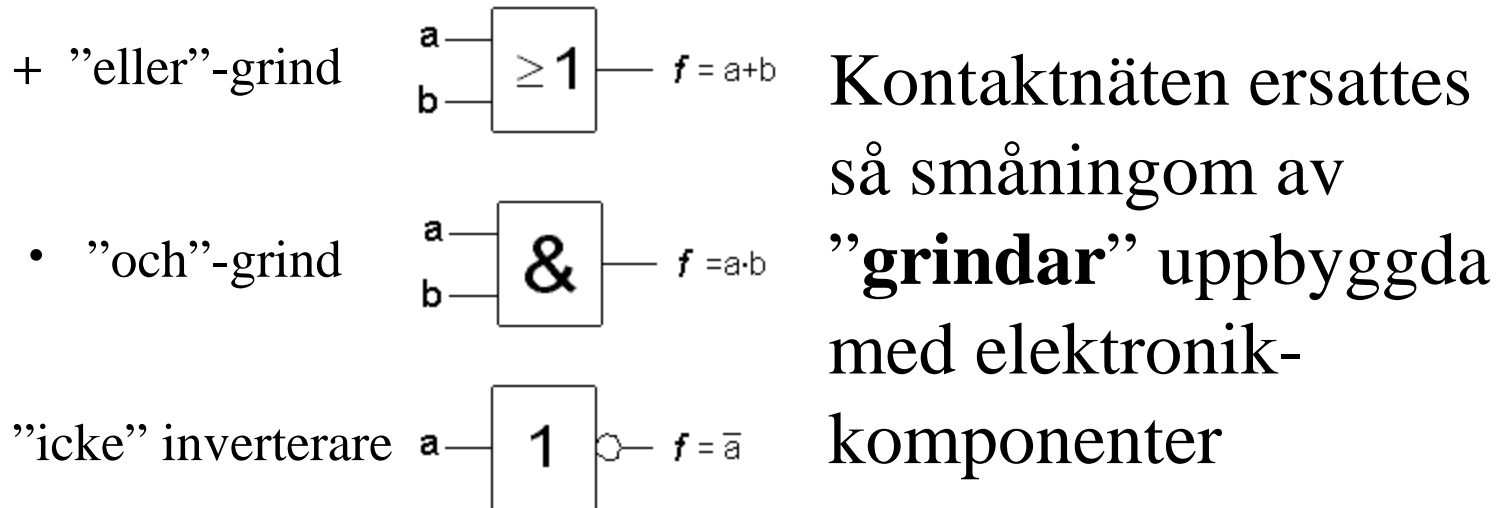 + ”eller”-grind
a
b
≥1
f = a+b
• ”och”-grind
a
b
&
f =a·b
”icke” inverterare
a
1
f = a̅
Kontaktnäten ersattes
så småningom av
”grindar” uppbyggda
med elektronik-
komponenter